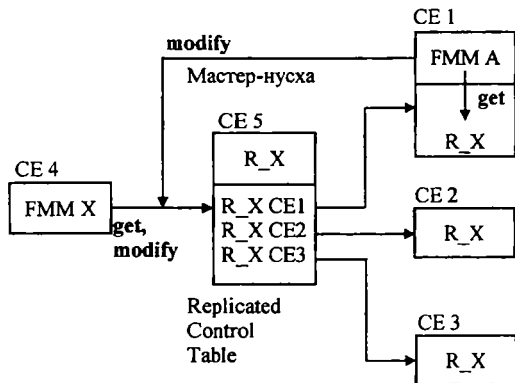 CE 1
modify
FMM A
Мастер-нусха
get
CE 5
R_X
R_X
CE 4
FMM X
get,
modify
R_X CE1
R_X CE2
R_X CE3
CE 2
R_X
Replicated
Control
Table
CE 3
R_X